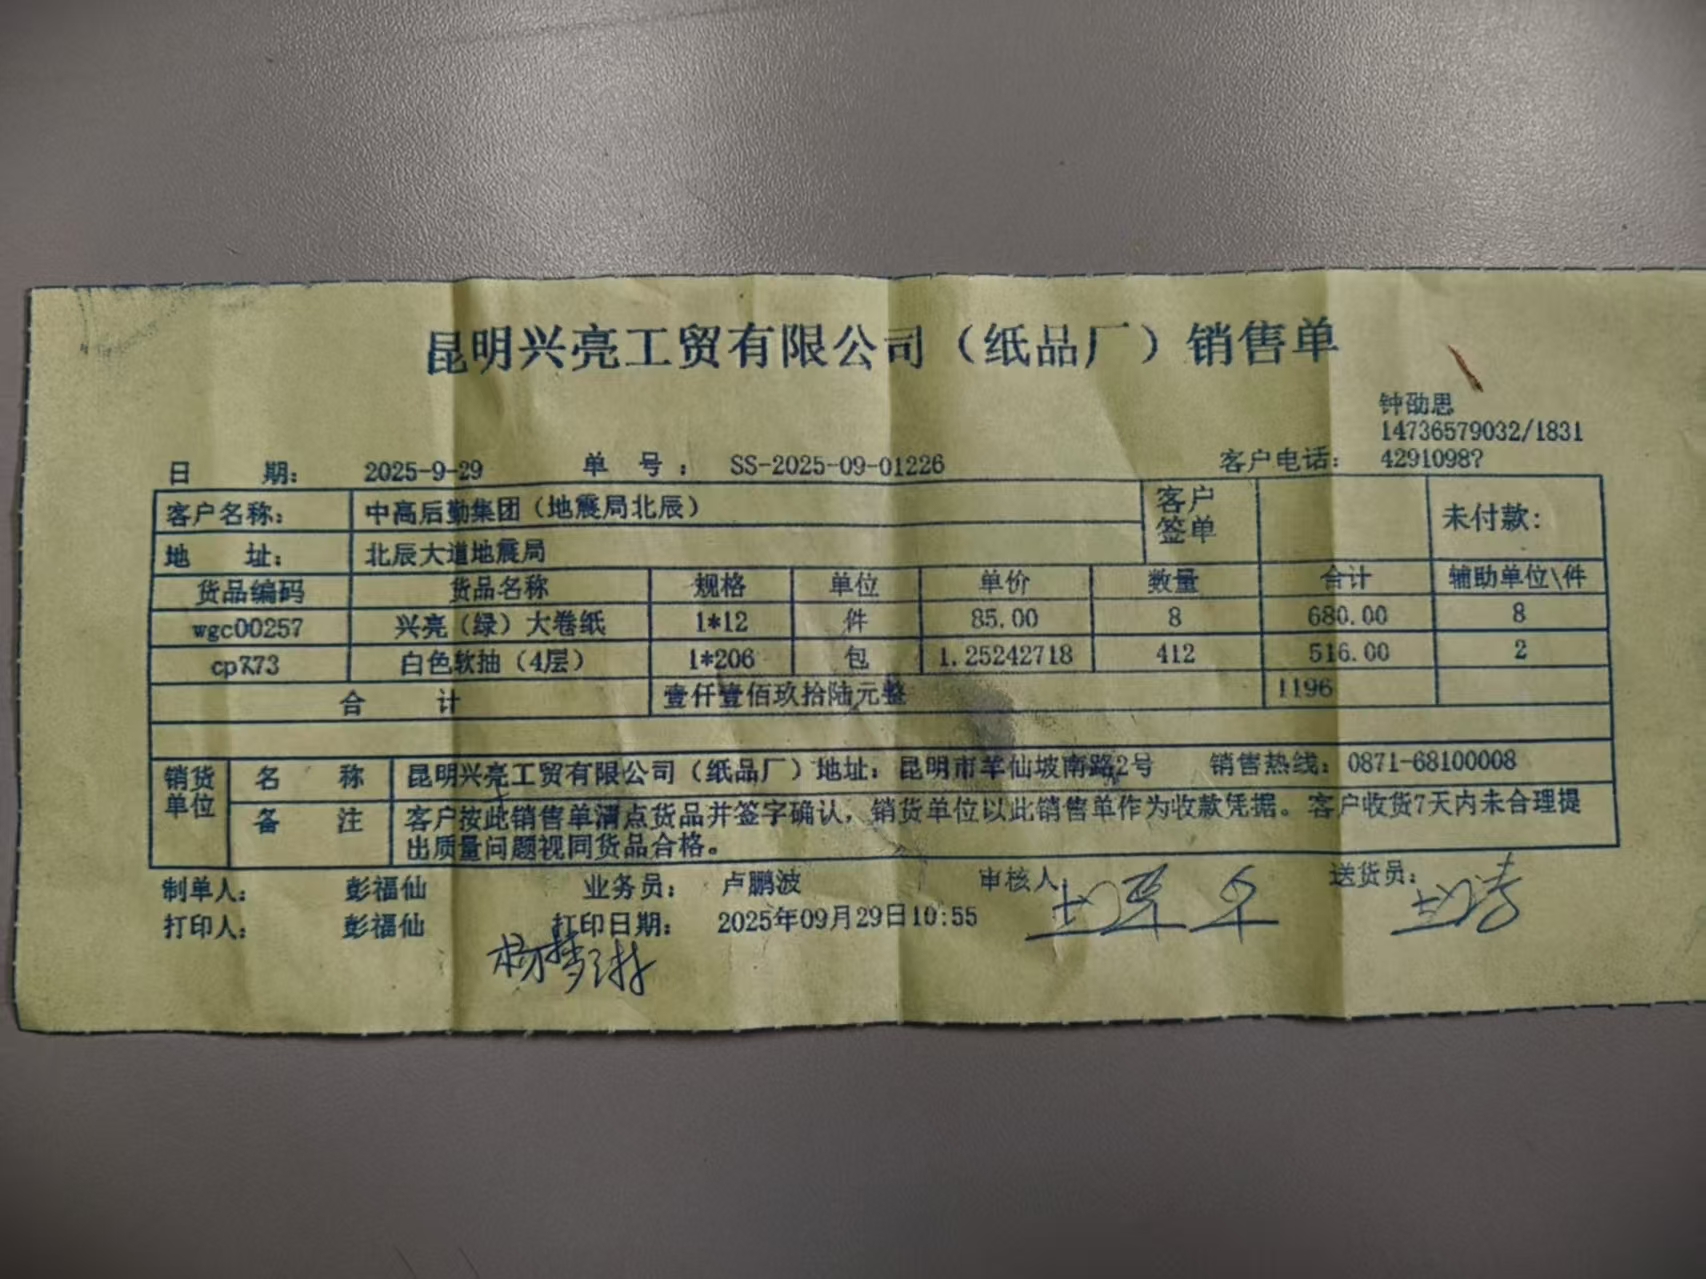 昆明兴亮工贸有限公司（纸品厂）销售单
钟劭思
14736579032/1831
日 期： 2025-9-29 单 号： SS-2025-09-01226 客户电话： 42910987
客户名称： 中高后勤集团（地震局北辰） 客户签单 未付款：
地 址： 北辰大道地震局
货品编码 货品名称 规格 单位 单价 数量 合计 辅助单位\件
wgc00257 兴亮（绿）大卷纸 1*12 件 85.00 8 680.00 8
cp773 白色软抽（4层） 1*206 包 1.25242718 412 516.00 2
合 计 壹仟壹佰玖拾陆元整 1196
销货单位 名 称 昆明兴亮工贸有限公司（纸品厂）地址：昆明市羊仙坡南路2号 销售热线：0871-68100008
备 注 客户按此销售单清点货品并签字确认，销货单位以此销售单作为收款凭据。客户收货7天内未合理提
出质量问题视同货品合格。
制单人： 彭福仙 业务员： 卢鹏波 审核人 送货员：
打印人： 彭福仙 打印日期： 2025年09月29日10:55